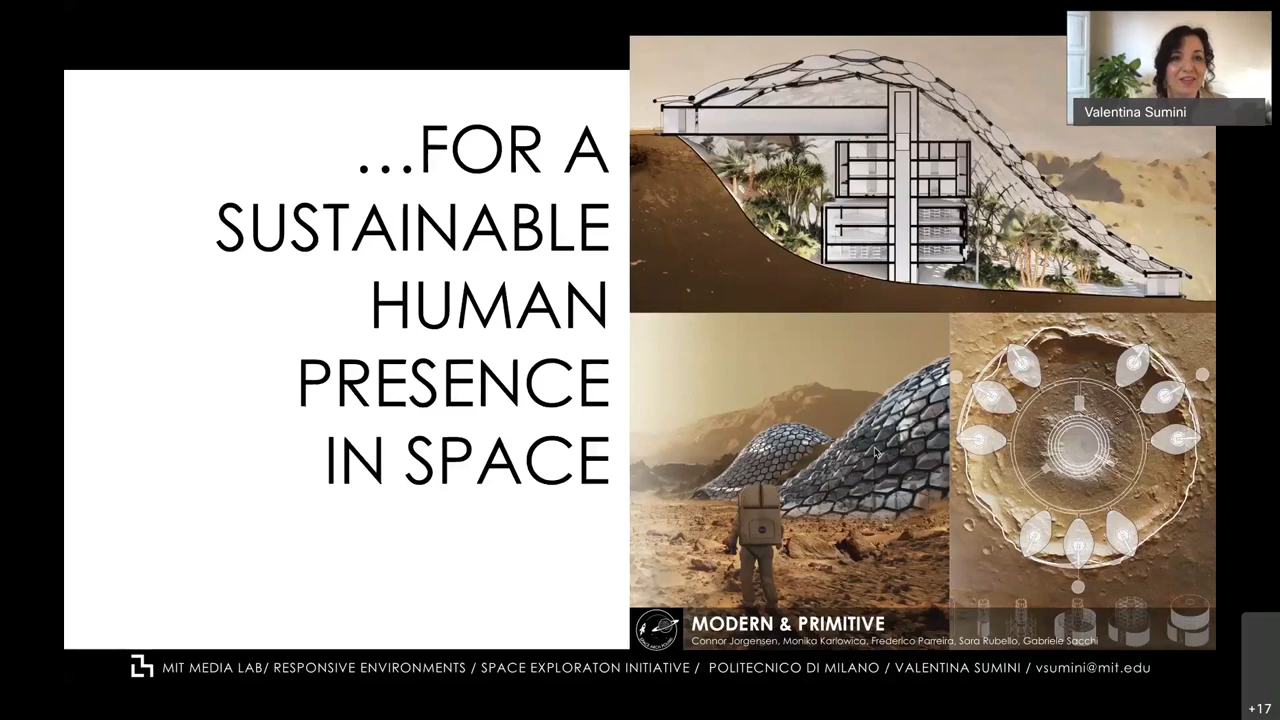 Valentina Sumini
...FOR A
SUSTAINABLE
HUMAN
PRESENCE
IN SPACE
MODERN & PRIMITIVE
Connor Jorgensen, Monika Karlowica, Frederico Parreira, Sara Rubello, Gabriele Sacchi
MIT MEDIA LAB/ RESPONSIVE ENVIRONMENTS / SPACE EXPLORATON INITIATIVE / POLITECNICO DI MILANO / VALENTINA SUMINI / vsumini@mit.edu
+17